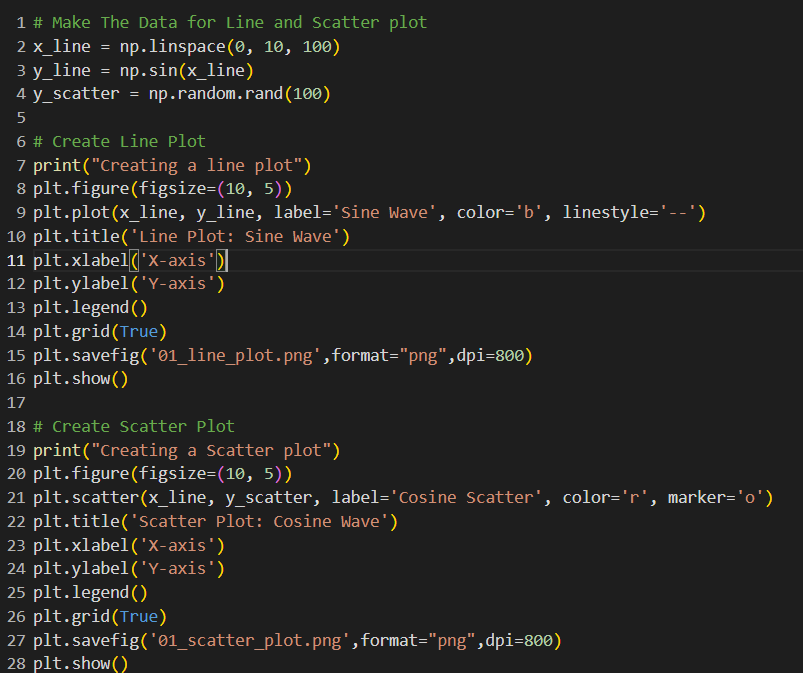 1 # Make The Data for Line and Scatter plot
2 x_line = np.linspace(0, 10, 100)
3 y_line = np.sin(x_line)
4 y_scatter = np.random.rand(100)
5
6 # Create Line Plot
7 print("Creating a line plot")
8 plt.figure(figsize=(10, 5))
9 plt.plot(x_line, y_line, label='Sine Wave', color='b', linestyle='--')
10 plt.title('Line Plot: Sine Wave')
11 plt.xlabel('X-axis')
12 plt.ylabel('Y-axis')
13 plt.legend()
14 plt.grid(True)
15 plt.savefig('01_line_plot.png',format="png",dpi=800)
16 plt.show()
17
18 # Create Scatter Plot
19 print("Creating a Scatter plot")
20 plt.figure(figsize=(10, 5))
21 plt.scatter(x_line, y_scatter, label='Cosine Scatter', color='r', marker='o')
22 plt.title('Scatter Plot: Cosine Wave')
23 plt.xlabel('X-axis')
24 plt.ylabel('Y-axis')
25 plt.legend()
26 plt.grid(True)
27 plt.savefig('01_scatter_plot.png',format="png",dpi=800)
28 plt.show()